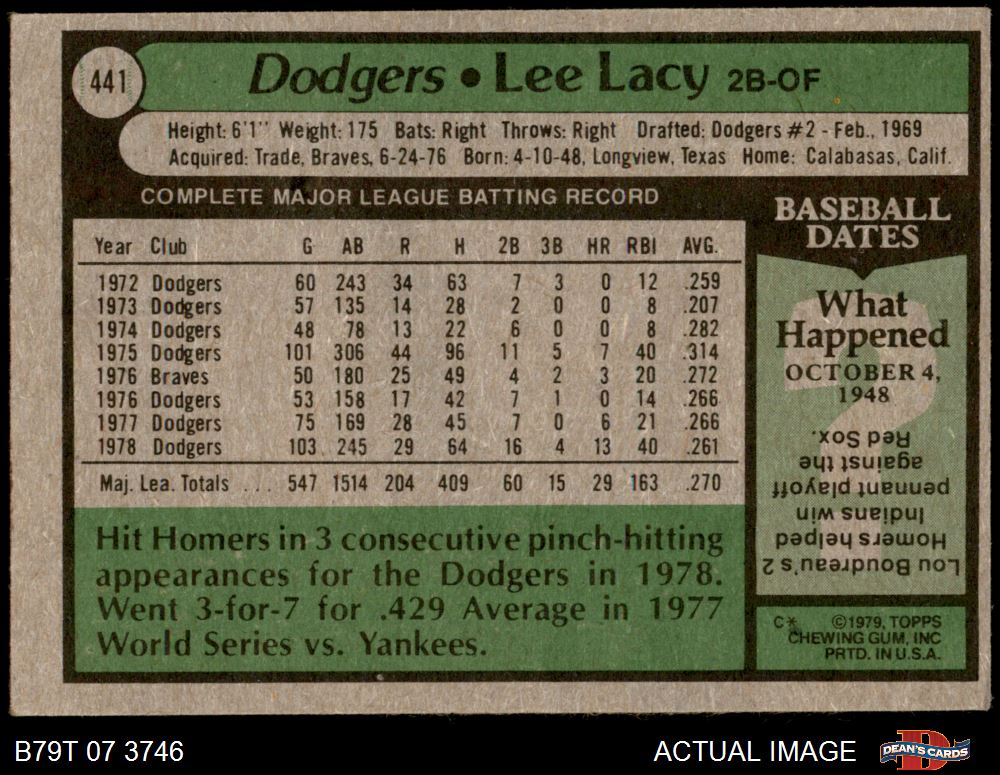 441
Dodgers • Lee Lacy 2B-OF
Height: 6'1" Weight: 175 Bats: Right Throws: Right Drafted: Dodgers #2 - Feb., 1969
Acquired: Trade, Braves, 6-24-76 Born: 4-10-48, Longview, Texas Home: Calabasas, Calif.
COMPLETE MAJOR LEAGUE BATTING RECORD
Year Club G AB R H 2B 3B HR RBI AVG.
1972 Dodgers 60 243 34 63 7 3 0 12 .259
1973 Dodgers 57 135 14 28 2 0 0 8 .207
1974 Dodgers 48 78 13 22 6 0 0 8 .282
1975 Dodgers 101 306 44 96 11 5 7 40 .314
1976 Braves 50 180 25 49 4 2 3 20 .272
1976 Dodgers 53 158 17 42 7 1 0 14 .266
1977 Dodgers 75 169 28 45 7 0 6 21 .266
1978 Dodgers 103 245 29 64 16 4 13 40 .261
Maj. Lea. Totals ... 547 1514 204 409 60 15 29 163 .270
Hit Homers in 3 consecutive pinch-hitting
appearances for the Dodgers in 1978.
Went 3-for-7 for .429 Average in 1977
World Series vs. Yankees.
BASEBALL
DATES
What
Happened
OCTOBER 4,
1948
Lou Boudreau's 2
Homers helped
Indians win
pennant playoff
against the
Red Sox.
C* ©1979, TOPPS
CHEWING GUM, INC
PRTD. IN U.S.A.
B79T 07 3746
ACTUAL IMAGE
DEAN'S CARDS